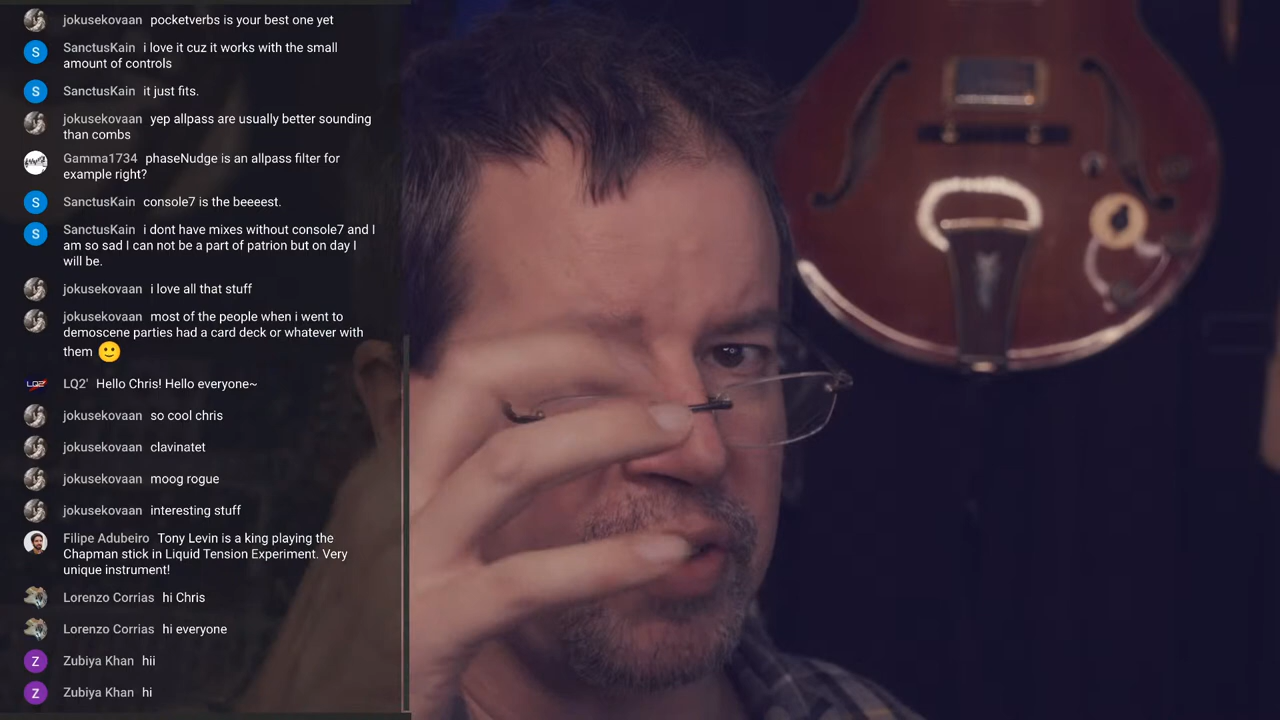 jokusekovaan pocketverbs is your best one yet
S
SanctusKain i love it cuz it works with the small
amount of controls
S
SanctusKain it just fits.
jokusekovaan yep allpass are usually better sounding
than combs
Gamma1734 phaseNudge is an allpass filter for
example right?
S
SanctusKain console7 is the beeeest.
S
SanctusKain i dont have mixes without console7 and I
am so sad I can not be a part of patrion but on day I
will be.
jokusekovaan i love all that stuff
jokusekovaan most of the people when i went to
demoscene parties had a card deck or whatever with
them 🙂
LQ2
LQ2' Hello Chris! Hello everyone~
jokusekovaan so cool chris
jokusekovaan clavinatet
jokusekovaan moog rogue
jokusekovaan interesting stuff
Filipe Adubeiro Tony Levin is a king playing the
Chapman stick in Liquid Tension Experiment. Very
unique instrument!
Lorenzo Corrias hi Chris
Lorenzo Corrias hi everyone
Z
Zubiya Khan hii
Z
Zubiya Khan hi